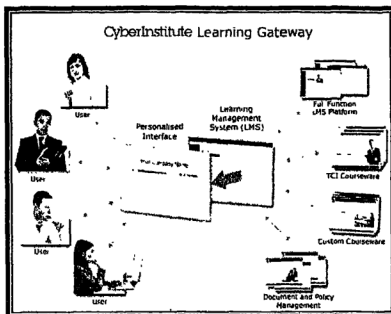 CyberInstitute Learning Gateway
User
User
User
User
Personalised
Interface
Learning
Management
System (LMS)
Full Function
LMS Platform
TCI Courseware
Custom Courseware
Document and Policy
Management